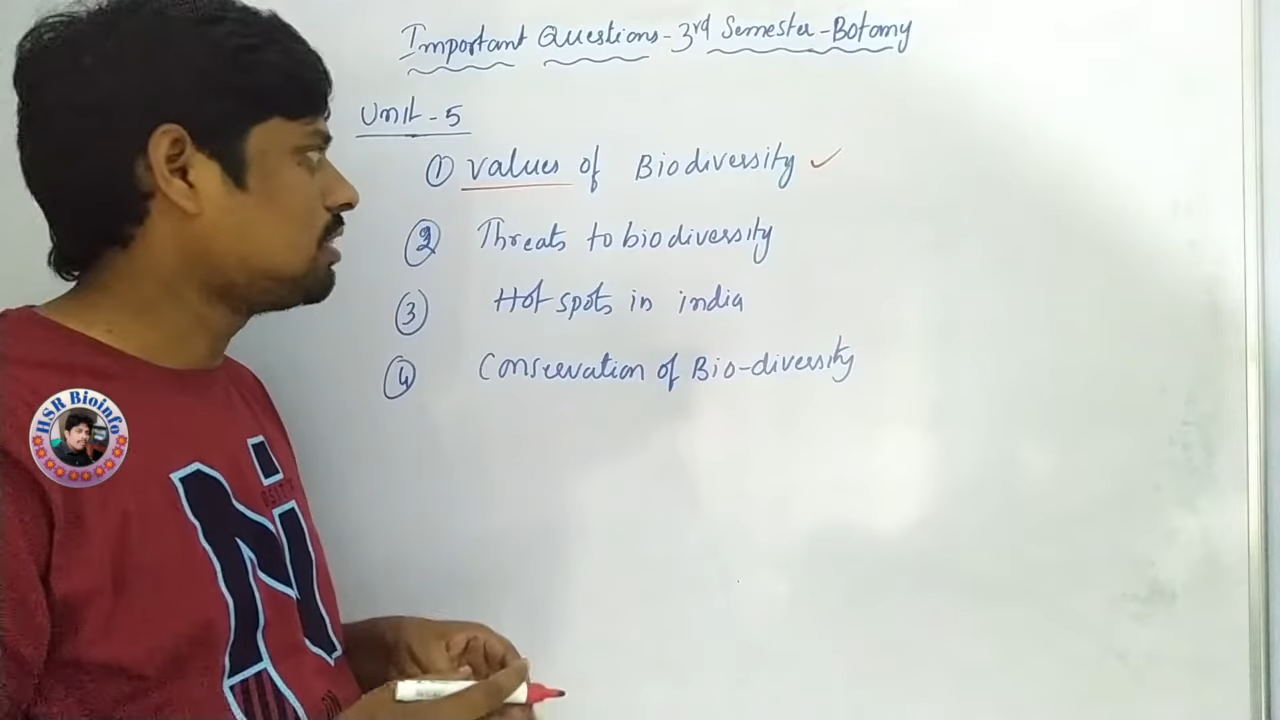 Important Questions - 3rd Semester - Botany
Unit - 5
① values of Biodiversity ✓
② Threats to biodiversity
③ Hot spots in india
④ Conservation of Bio-diversity
HSR Bioinfo